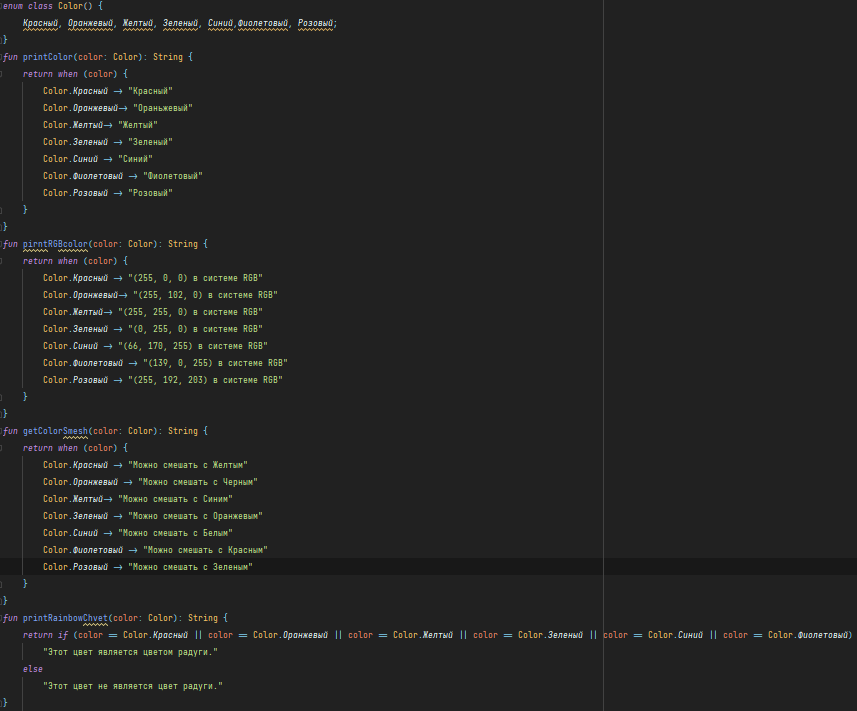 enum class Color() {
Красный, Оранжевый, Желтый, Зеленый, Синий,Фиолетовый, Розовый;
}
fun printColor(color: Color): String {
return when (color) {
Color.Красный → "Красный"
Color.Оранжевый→ "Ораньжевый"
Color.Желтый→ "Желтый"
Color.Зеленый → "Зеленый"
Color.Синий → "Синий"
Color.Фиолетовый → "Фиолетовый"
Color.Розовый → "Розовый"
}
}
fun pirntRGBcolor(color: Color): String {
return when (color) {
Color.Красный → "(255, 0, 0) в системе RGB"
Color.Оранжевый→ "(255, 102, 0) в системе RGB"
Color.Желтый→ "(255, 255, 0) в системе RGB"
Color.Зеленый → "(0, 255, 0) в системе RGB"
Color.Синий → "(66, 170, 255) в системе RGB"
Color.Фиолетовый → "(139, 0, 255) в системе RGB"
Color.Розовый → "(255, 192, 203) в системе RGB"
}
}
fun getColorSmesh(color: Color): String {
return when (color) {
Color.Красный → "Можно смешать с Желтым"
Color.Оранжевый → "Можно смешать с Черным"
Color.Желтый→ "Можно смешать с Синим"
Color.Зеленый → "Можно смешать с Оранжевым"
Color.Синий → "Можно смешать с Белым"
Color.Фиолетовый → "Можно смешать с Красным"
Color.Розовый → "Можно смешать с Зеленым"
}
}
fun printRainbowChvet(color: Color): String {
return if (color == Color.Красный || color == Color.Оранжевый || color == Color.Желтый || color == Color.Зеленый || color == Color.Синий || color == Color.Фиолетовый)
"Этот цвет является цветом радуги."
else
"Этот цвет не является цвет радуги."
}